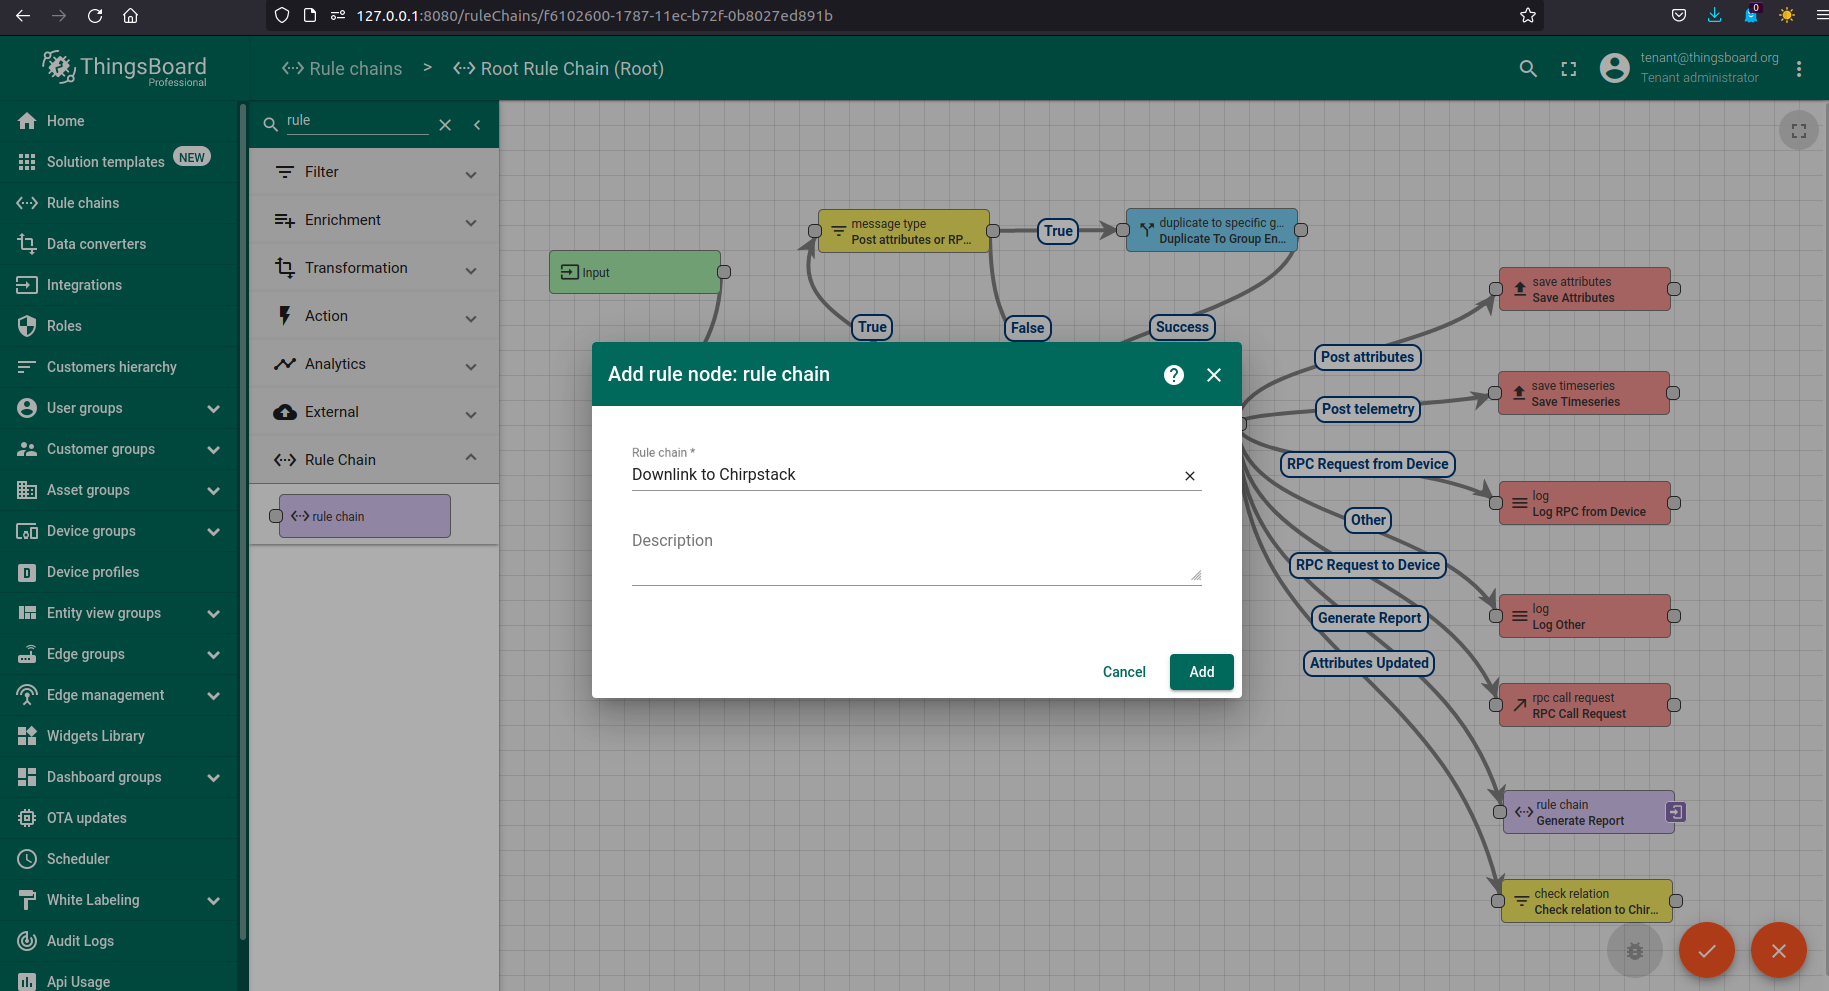 127.0.0.1:8080/ruleChains/f6102600-1787-11ec-b72f-0b8027ed891b
0
ThingsBoard
Professional
Rule chains > Root Rule Chain (Root)
tenant@thingsboard.org
Tenant administrator
Home
Solution templates NEW
Rule chains
Data converters
Integrations
Roles
Customers hierarchy
User groups
Customer groups
Asset groups
Device groups
Device profiles
Entity view groups
Edge groups
Edge management
Widgets Library
Dashboard groups
OTA updates
Scheduler
White Labeling
Audit Logs
Api Usage
rule
Filter
Enrichment
Transformation
Action
Analytics
External
Rule Chain
rule chain
Input
message type
Post attributes or RP...
True
duplicate to specific g...
Duplicate To Group En...
True
False
Success
Add rule node: rule chain
Rule chain *
Downlink to Chirpstack
Description
Cancel
Add
Post attributes
Post telemetry
RPC Request from Device
Other
RPC Request to Device
Generate Report
Attributes Updated
save attributes
Save Attributes
save timeseries
Save Timeseries
log
Log RPC from Device
log
Log Other
rpc call request
RPC Call Request
rule chain
Generate Report
check relation
Check relation to Chir...